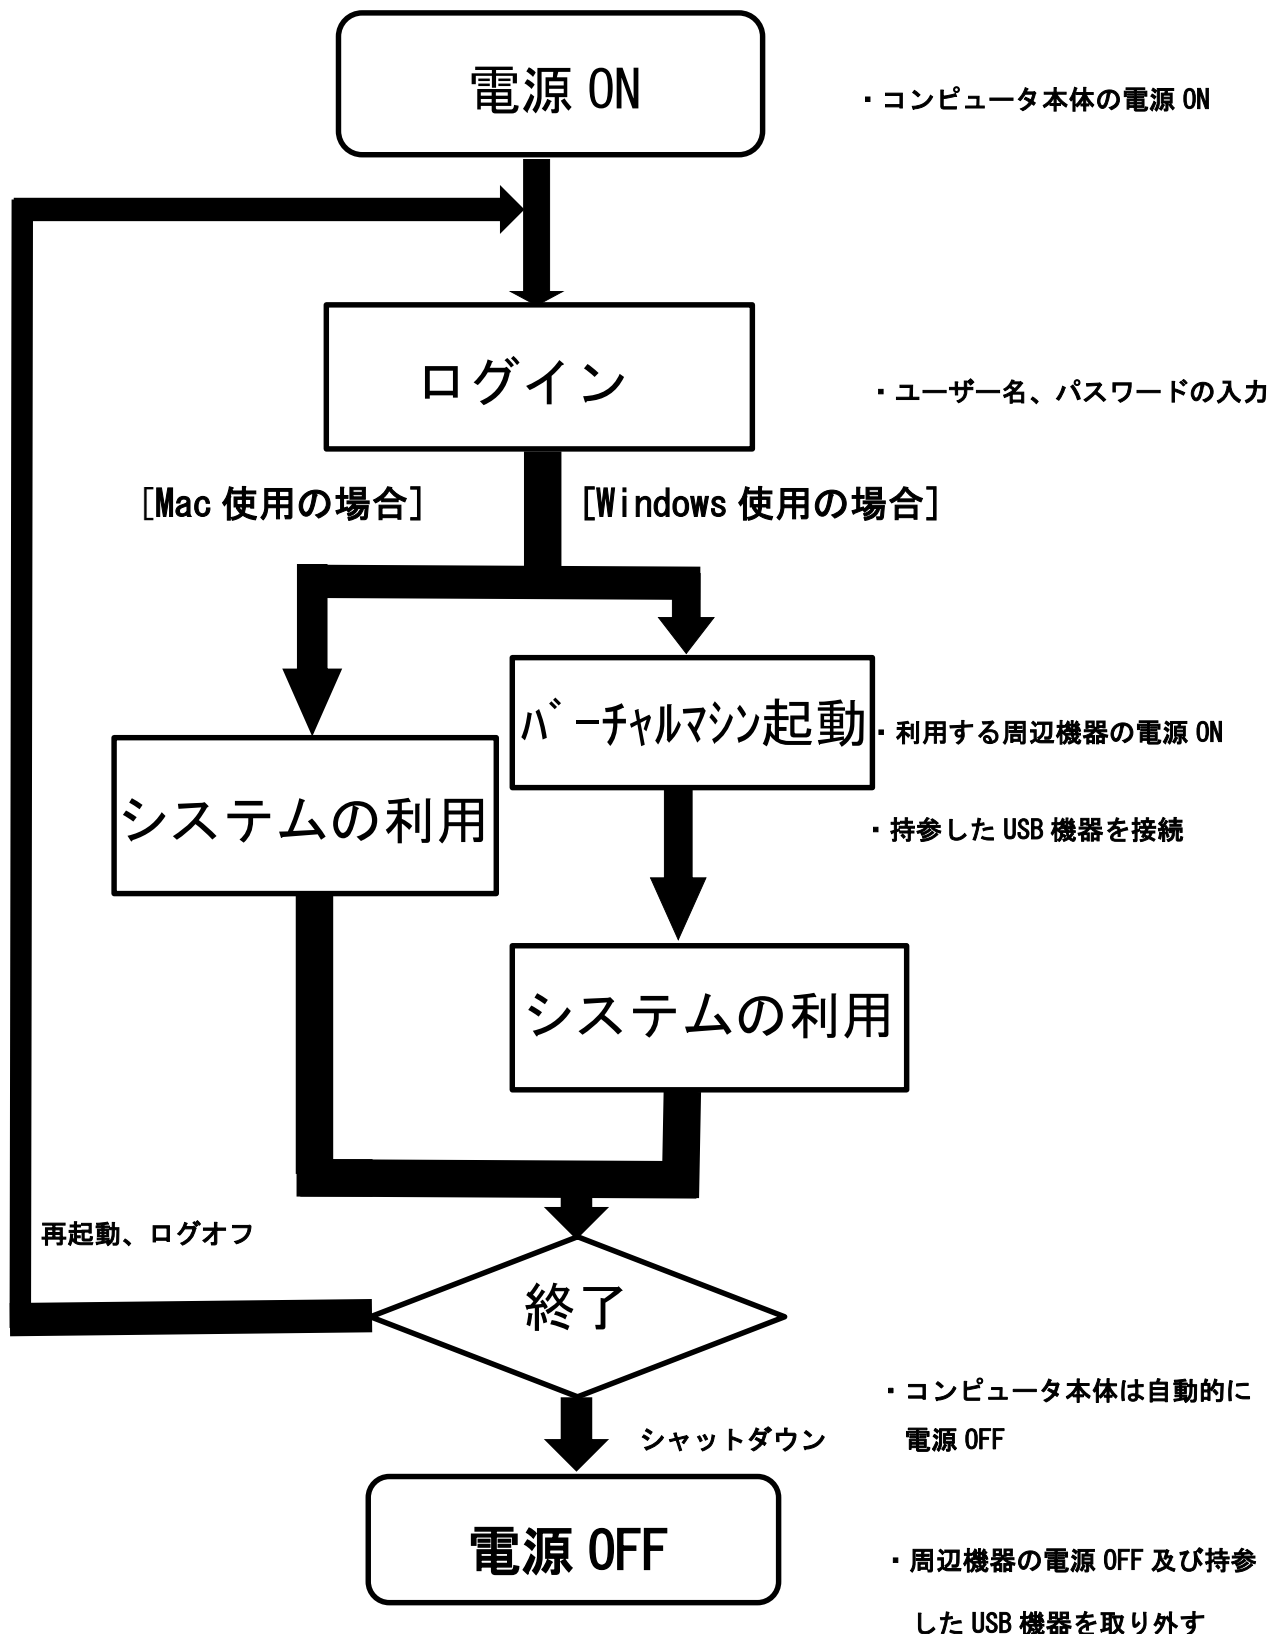 電源 ON
・コンピュータ本体の電源 ON
ログイン
・ユーザー名、パスワードの入力
[Mac 使用の場合]
[Windows 使用の場合]
ﾊﾞｰﾁｬﾙﾏｼﾝ起動
・利用する周辺機器の電源 ON
システムの利用
・持参した USB 機器を接続
システムの利用
再起動、ログオフ
終了
・コンピュータ本体は自動的に
電源 OFF
シャットダウン
電源 OFF
・周辺機器の電源 OFF 及び持参
した USB 機器を取り外す